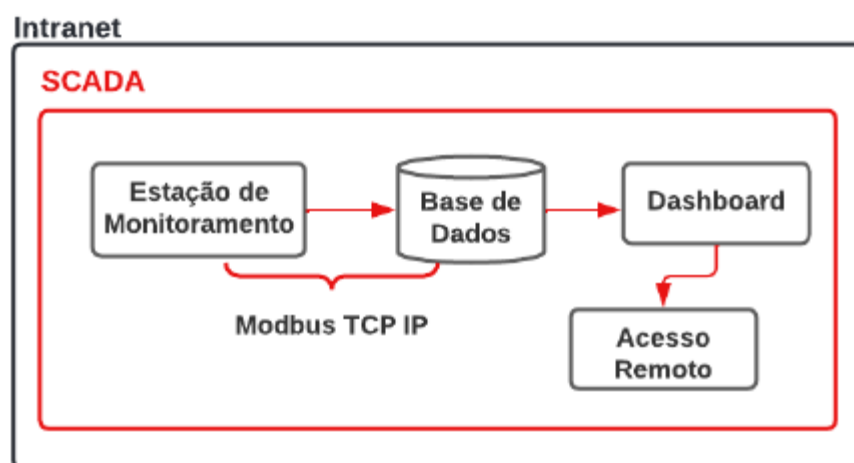 Intranet
SCADA
Estação de
Monitoramento
Base de
Dados
Dashboard
Modbus TCP IP
Acesso
Remoto